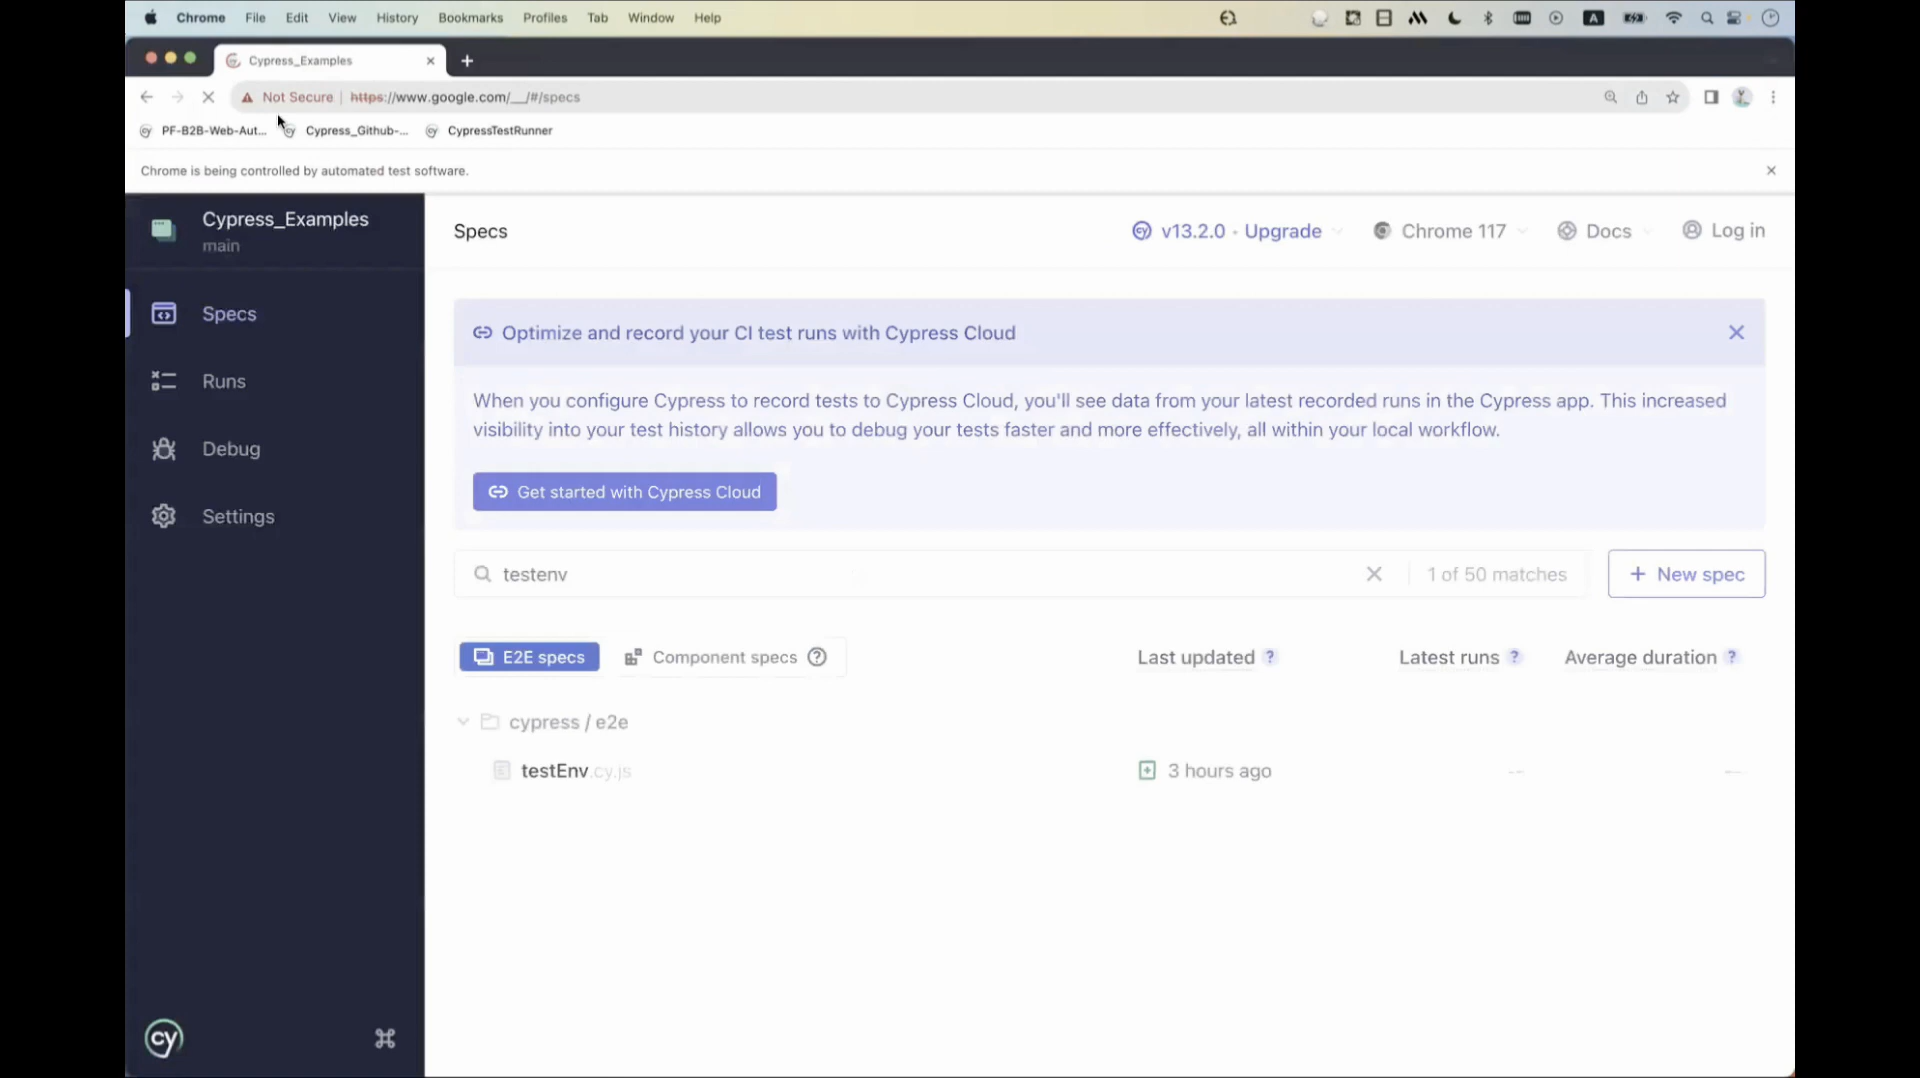 Chrome File Edit View History Bookmarks Profiles Tab Window Help
A
Cypress_Examples
Not Secure https://www.google.com/__/#/specs
PF-B2B-Web-Aut... Cypress_Github-... CypressTestRunner
Chrome is being controlled by automated test software.
Cypress_Examples
main
Specs
Runs
Debug
Settings
cy
Specs
v13.2.0 • Upgrade Chrome 117 Docs Log in
Optimize and record your CI test runs with Cypress Cloud
When you configure Cypress to record tests to Cypress Cloud, you'll see data from your latest recorded runs in the Cypress app. This increased
visibility into your test history allows you to debug your tests faster and more effectively, all within your local workflow.
Get started with Cypress Cloud
testenv 1 of 50 matches + New spec
E2E specs Component specs ? Last updated ? Latest runs ? Average duration ?
cypress / e2e
testEnv.cy.js 3 hours ago -- --